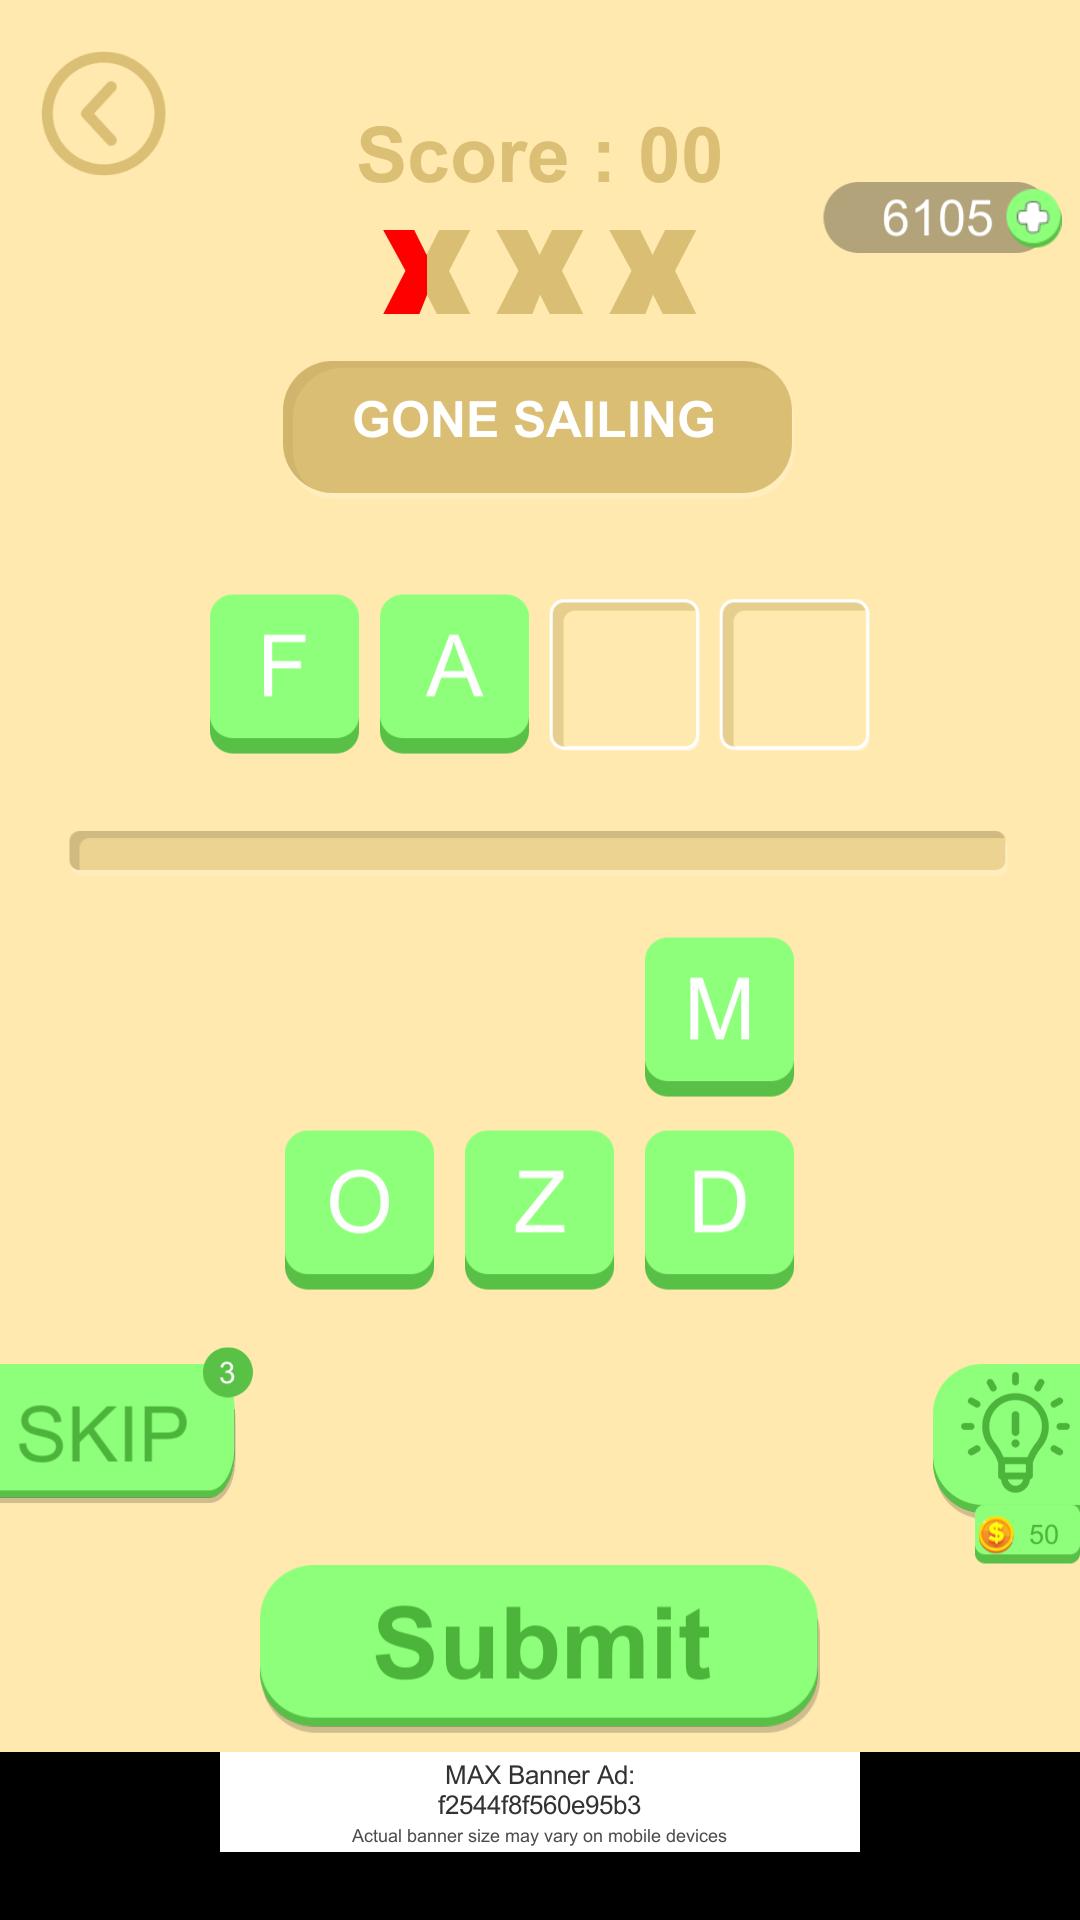 Score : 00
6105
XXX
GONE SAILING
F A
M
O Z D
3
SKIP
50
Submit
MAX Banner Ad:
f2544f8f560e95b3
Actual banner size may vary on mobile devices